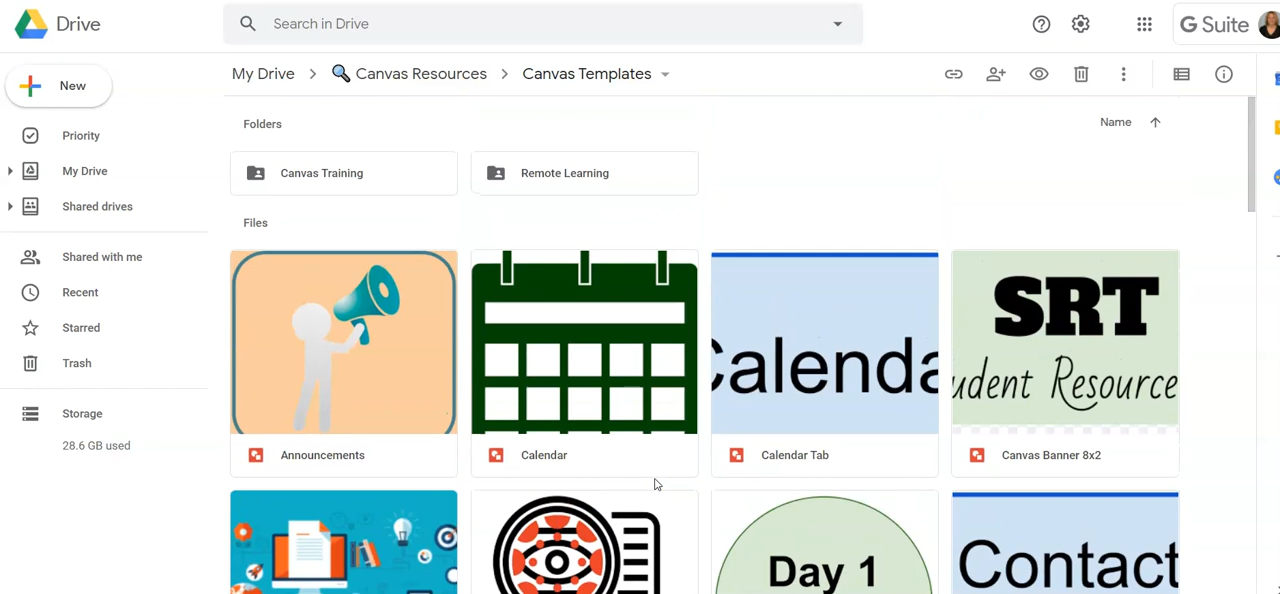 Drive
Search in Drive
G Suite
New
My Drive > Canvas Resources > Canvas Templates
Priority
My Drive
Shared drives
Shared with me
Recent
Starred
Trash
Storage
28.6 GB used
Folders
Name
Canvas Training
Remote Learning
Files
Calenda
SRT
udent Resource
Announcements
Calendar
Calendar Tab
Canvas Banner 8x2
Day 1
Contact